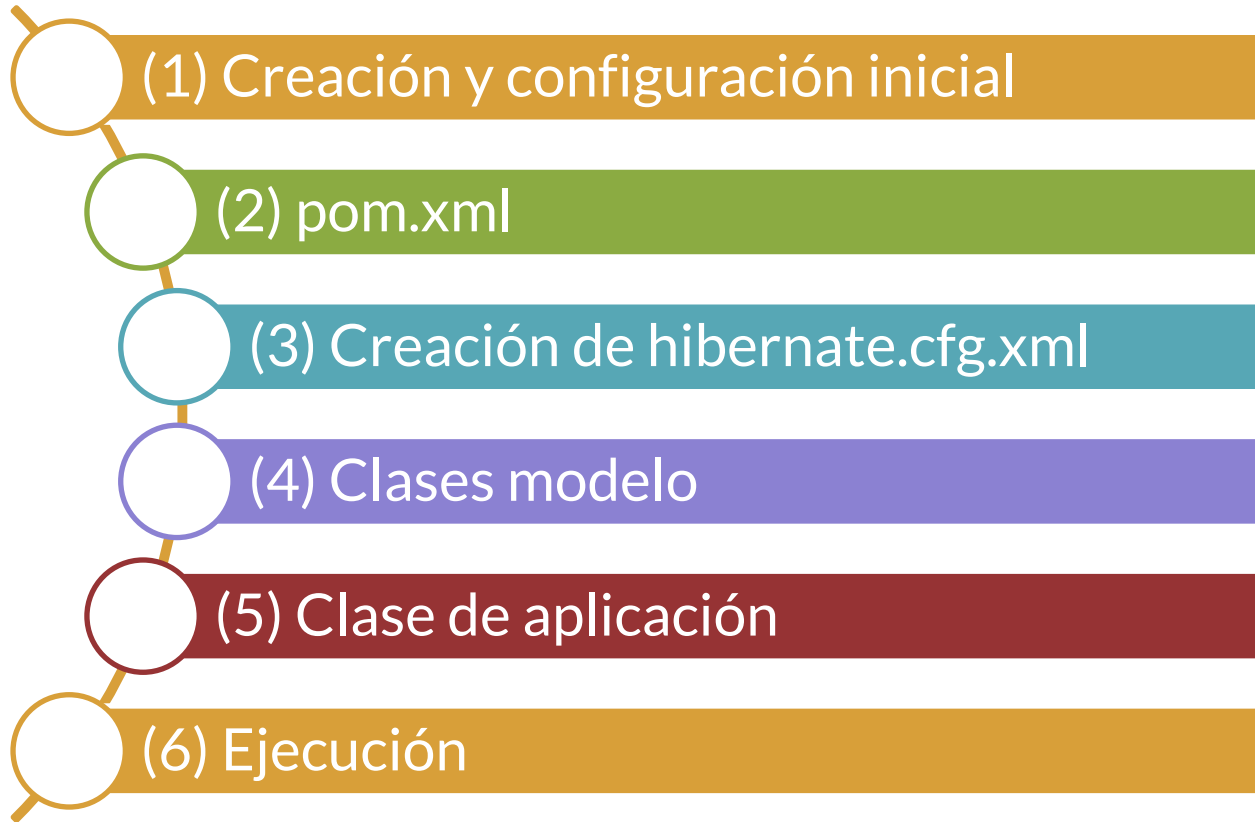 (1) Creación y configuración inicial
(2) pom.xml
(3) Creación de hibernate.cfg.xml
(4) Clases modelo
(5) Clase de aplicación
(6) Ejecución